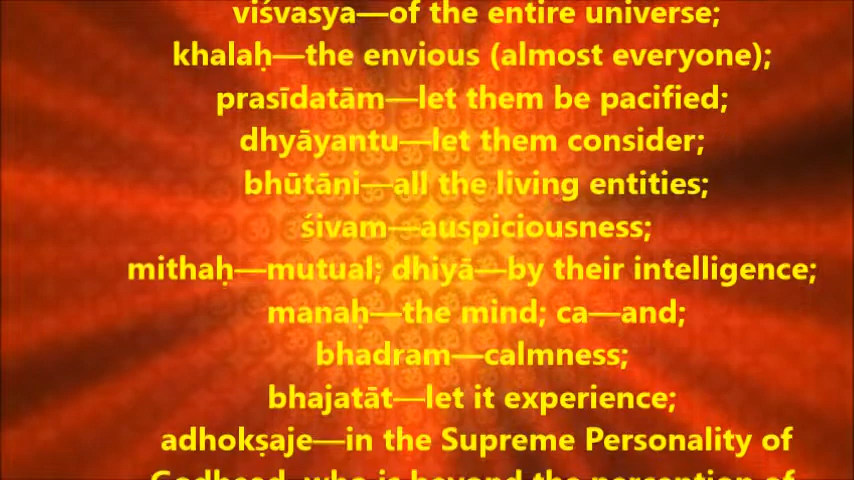 viśvasya—of the entire universe;
khalaḥ—the envious (almost everyone);
prasīdatām—let them be pacified;
dhyāyantu—let them consider;
bhūtāni—all the living entities;
śivam—auspiciousness;
mithaḥ—mutual; dhiyā—by their intelligence;
manaḥ—the mind; ca—and;
bhadram—calmness;
bhajatāt—let it experience;
adhokṣaje—in the Supreme Personality of
Godhead, who is beyond the perception of